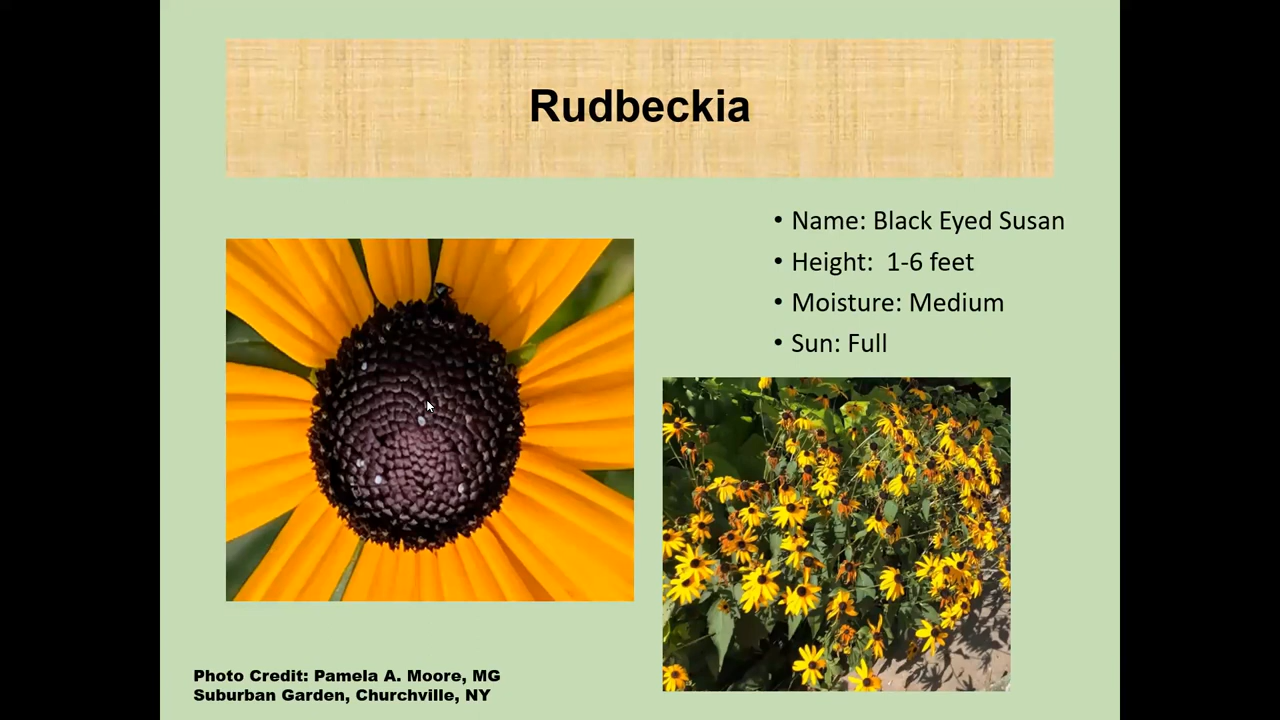 Rudbeckia
• Name: Black Eyed Susan
• Height:  1-6 feet
• Moisture: Medium
• Sun: Full
Photo Credit: Pamela A. Moore, MG
Suburban Garden, Churchville, NY